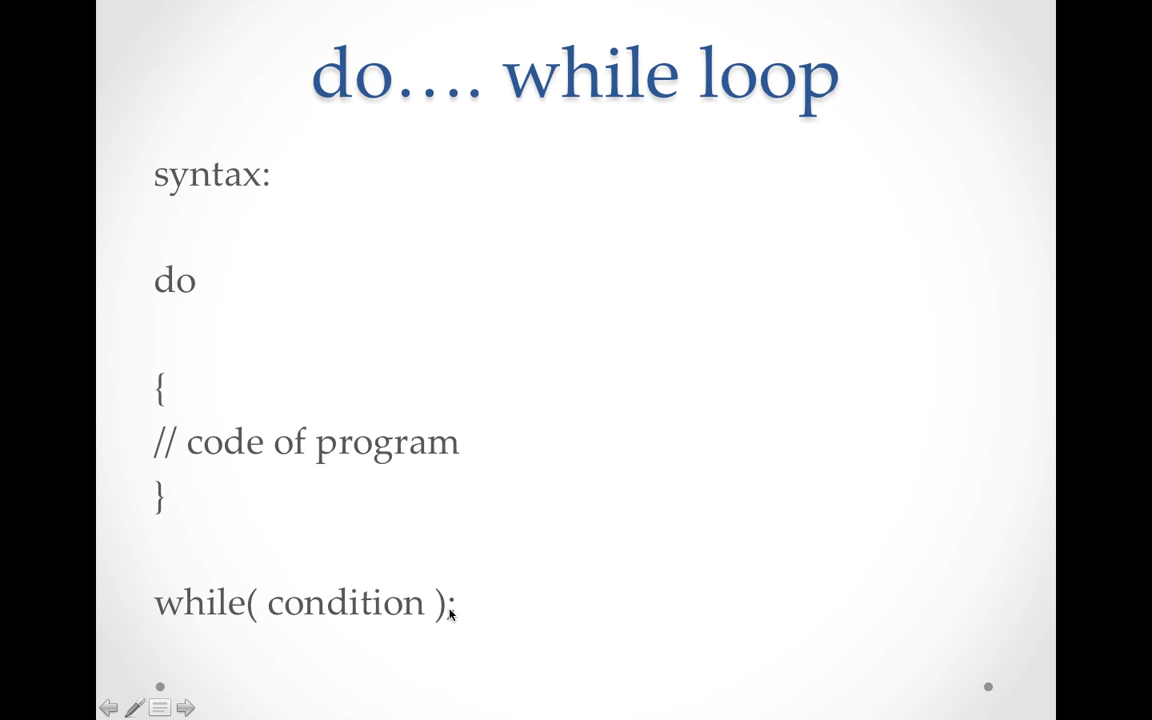 do.... while loop
syntax:
do
{
// code of program
}
while( condition );